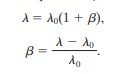 λ = λ₀(1 + β),
β = (λ − λ₀) / λ₀.